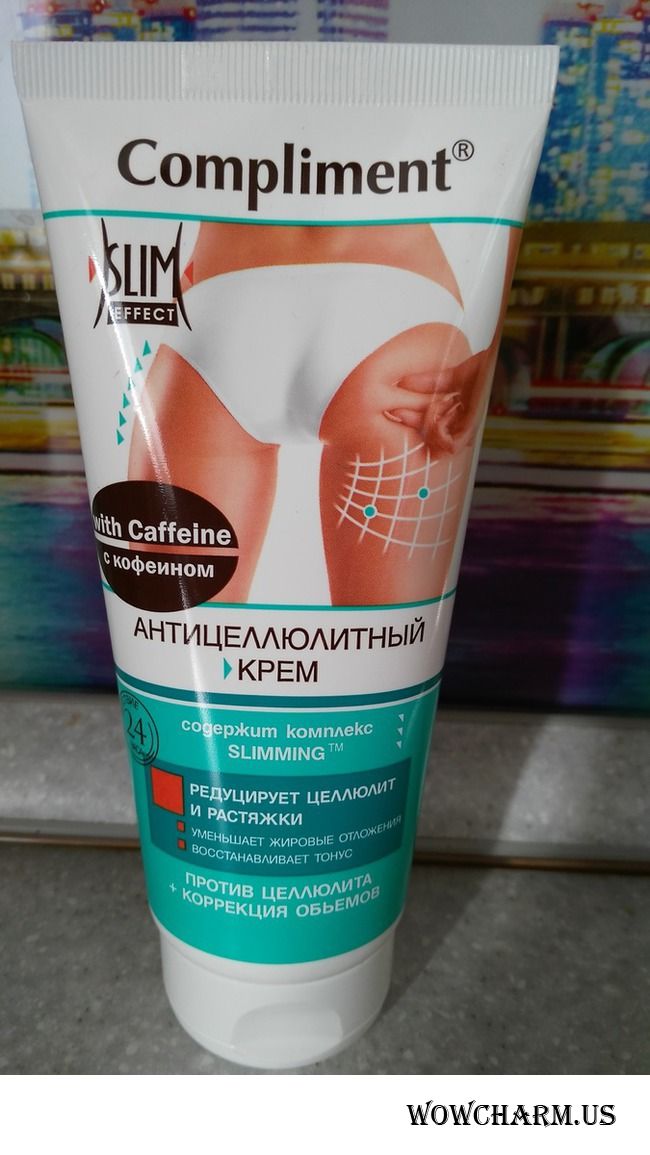 Compliment®
SLIM
EFFECT
with Caffeine
с кофеином
АНТИЦЕЛЛЮЛИТНЫЙ
КРЕМ
24
содержит комплекс
SLIMMING™
РЕДУЦИРУЕТ ЦЕЛЛЮЛИТ
И РАСТЯЖКИ
УМЕНЬШАЕТ ЖИРОВЫЕ ОТЛОЖЕНИЯ
ВОССТАНАВЛИВАЕТ ТОНУС
ПРОТИВ ЦЕЛЛЮЛИТА
+ КОРРЕКЦИЯ ОБЬЕМОВ
WOWCHARM.US